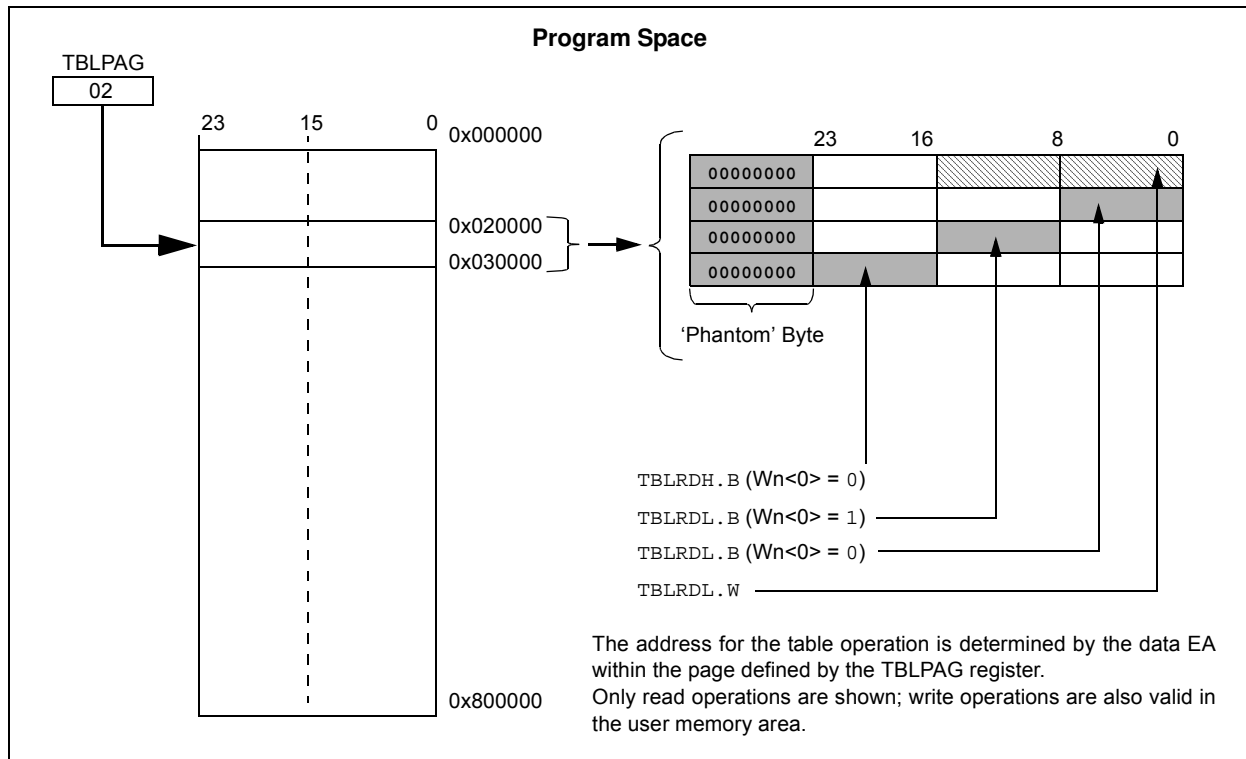 Program Space
TBLPAG
02
23 15 0
0x000000
0x020000
0x030000
0x800000
23 16 8 0
00000000
00000000
00000000
00000000
‘Phantom’ Byte
TBLRDH.B (Wn<0> = 0)
TBLRDL.B (Wn<0> = 1)
TBLRDL.B (Wn<0> = 0)
TBLRDL.W
The address for the table operation is determined by the data EA
within the page defined by the TBLPAG register.
Only read operations are shown; write operations are also valid in
the user memory area.